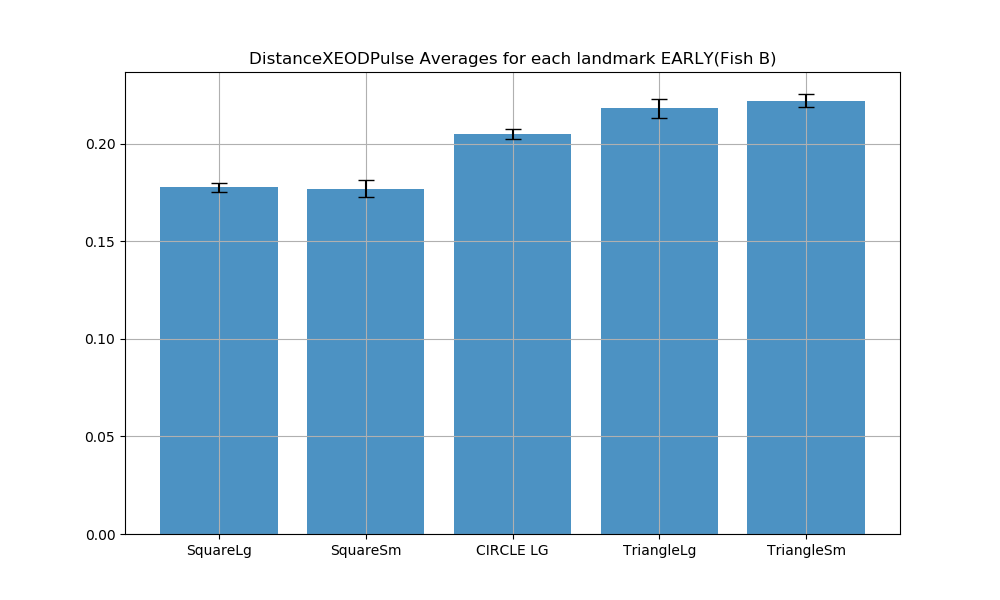 DistanceXEODPulse Averages for each landmark EARLY(Fish B)
0.20
0.15
0.10
0.05
0.00
SquareLg SquareSm CIRCLE LG TriangleLg TriangleSm